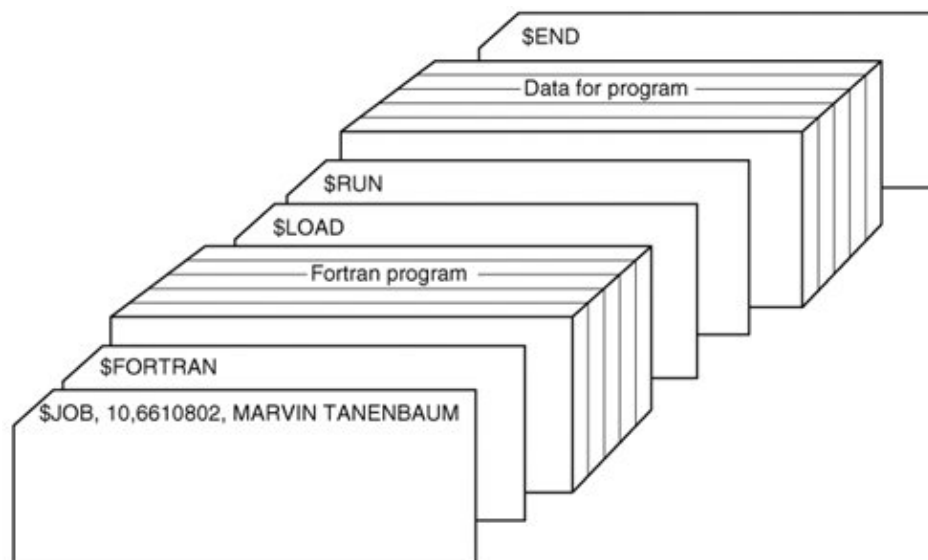 $END
Data for program
$RUN
$LOAD
Fortran program
$FORTRAN
$JOB, 10,6610802, MARVIN TANENBAUM